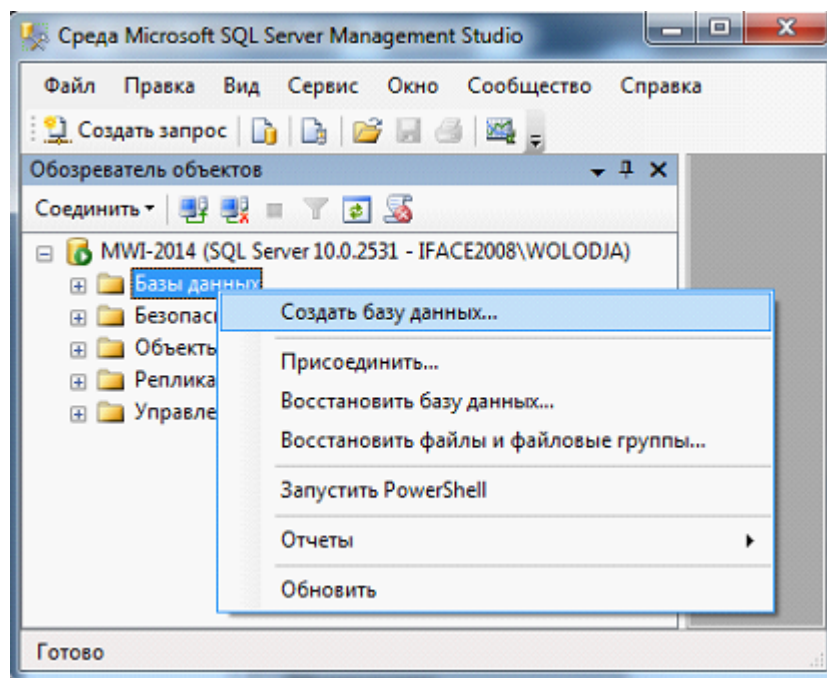 Среда Microsoft SQL Server Management Studio
Файл Правка Вид Сервис Окно Сообщество Справка
Создать запрос
Обозреватель объектов
Соединить
MWI-2014 (SQL Server 10.0.2531 - IFACE2008\WOLODJA)
Базы данных
Создать базу данных...
Присоединить...
Восстановить базу данных...
Восстановить файлы и файловые группы...
Запустить PowerShell
Отчеты
Обновить
Готово